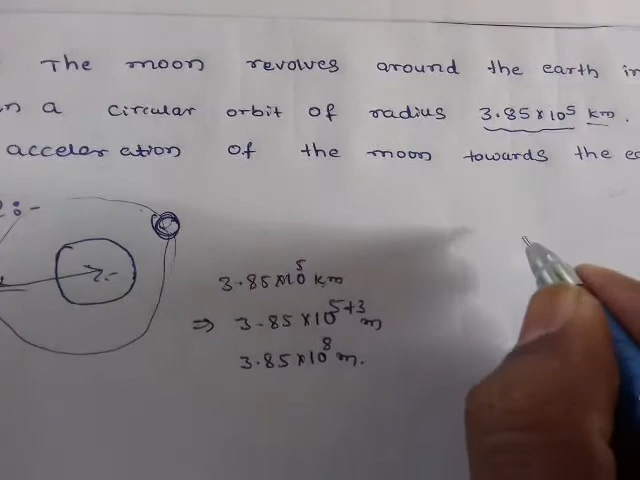 The moon revolves around the earth in
a circular orbit of radius 3.85×10⁵ km.
acceleration of the moon towards the
3.85×10⁵ km
⇒ 3.85×10⁵⁺³ m
3.85×10⁸ m.